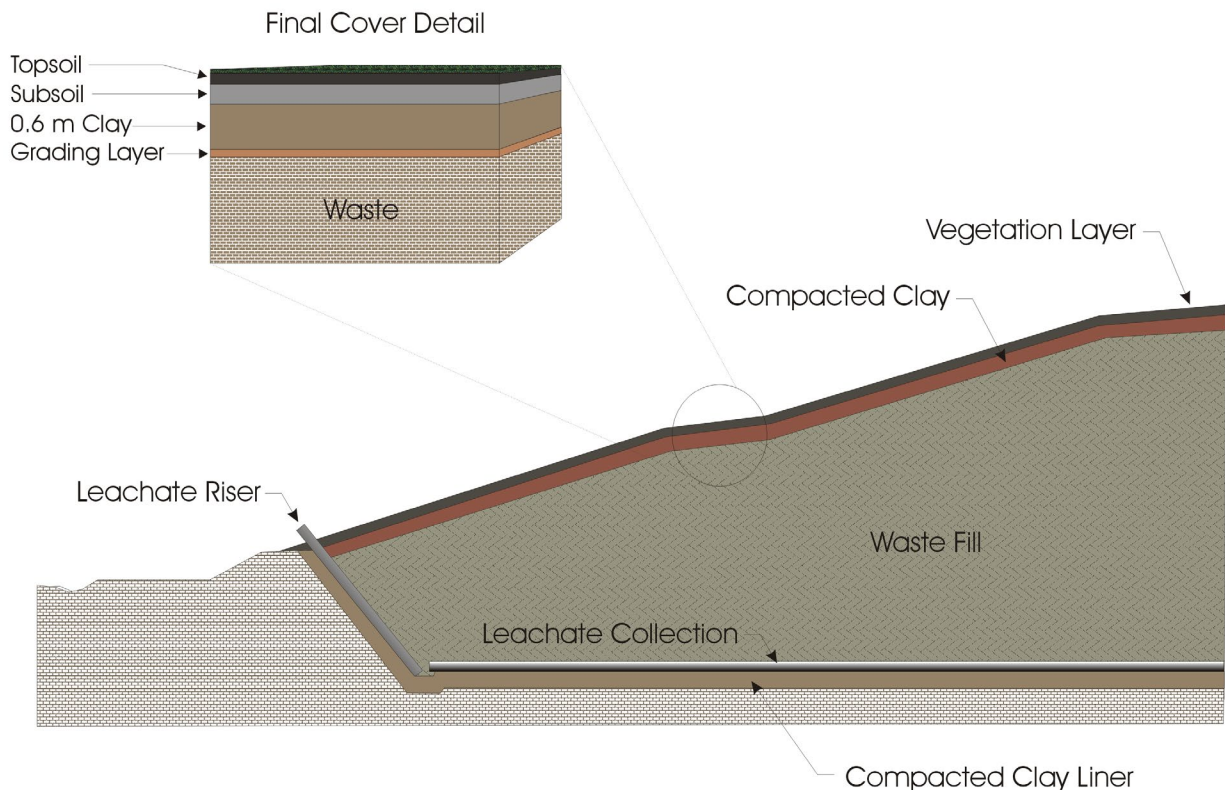 Final Cover Detail
Topsoil
Subsoil
0.6 m Clay
Grading Layer
Waste
Vegetation Layer
Compacted Clay
Leachate Riser
Waste Fill
Leachate Collection
Compacted Clay Liner